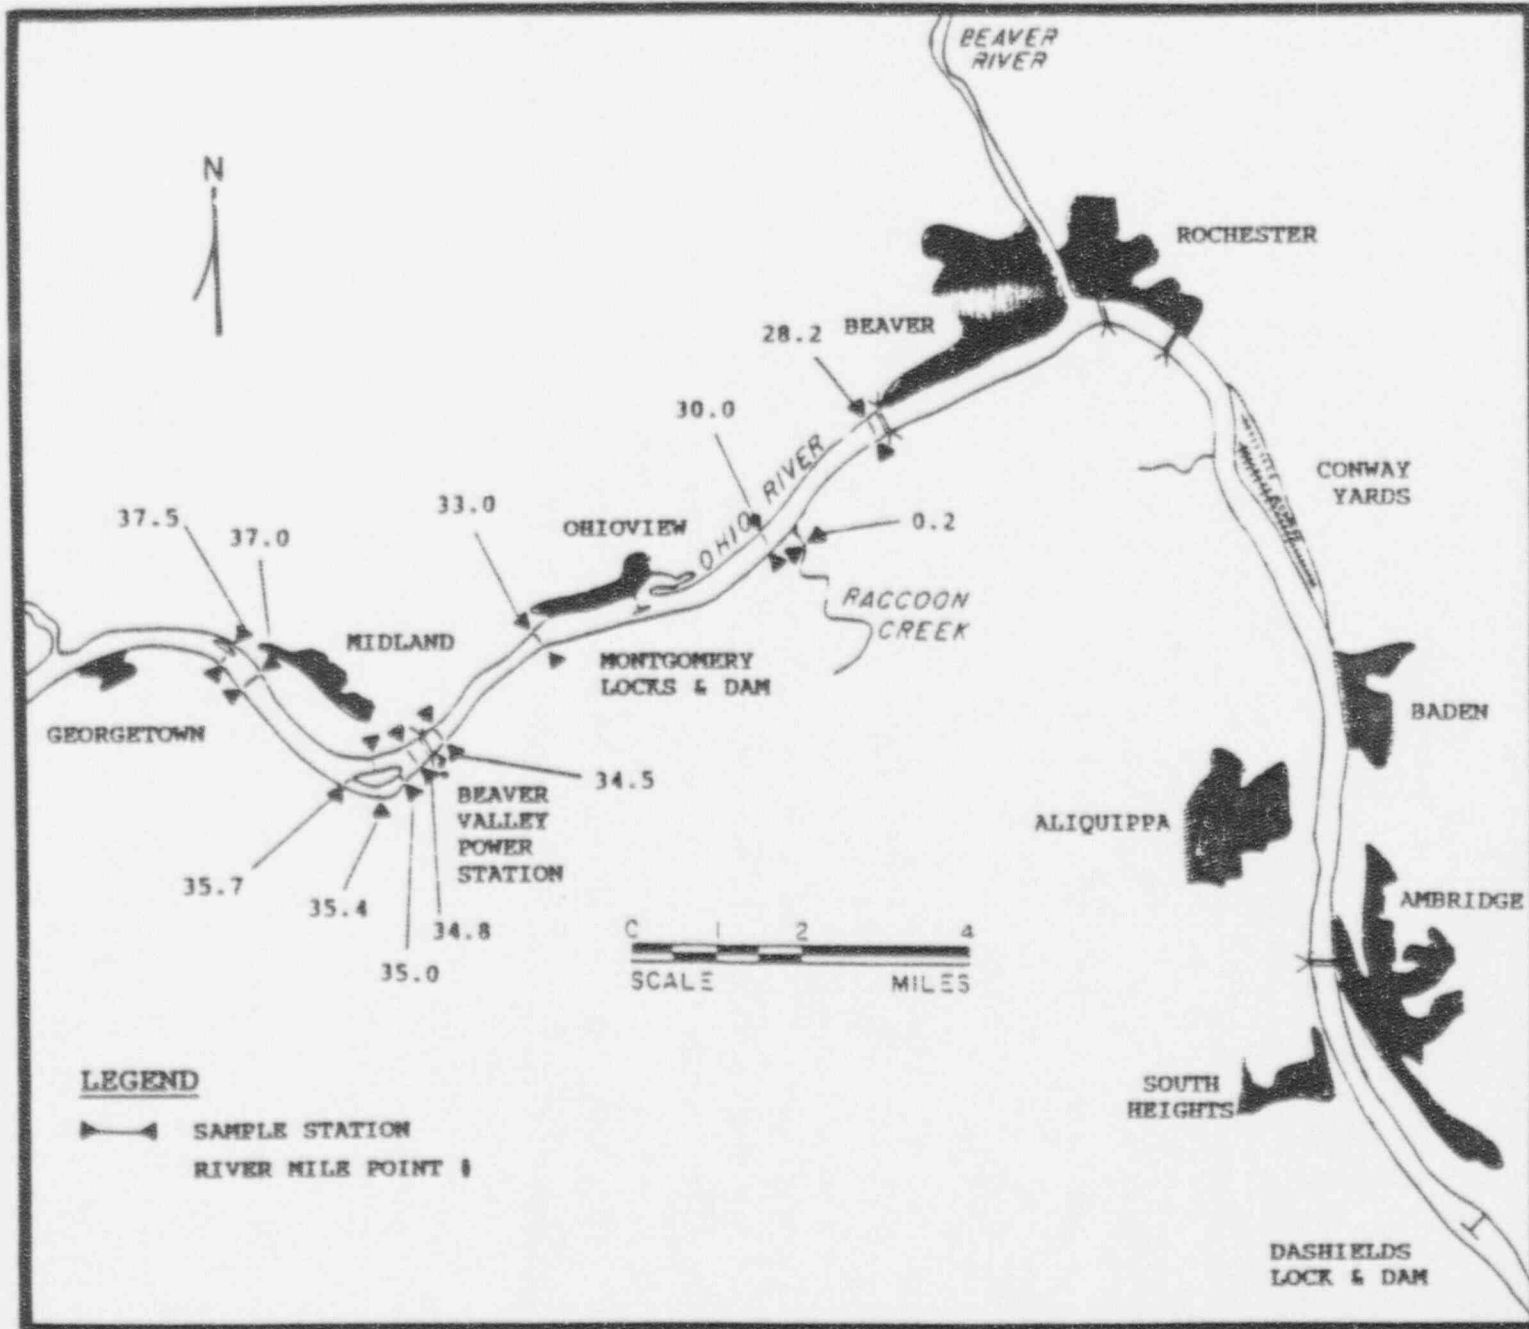 BEAVER
RIVER
N
ROCHESTER
BEAVER
28.2
30.0
OHIO RIVER
CONWAY
YARDS
33.0
37.5
37.0
OHIOVIEW
0.2
RACCOON
CREEK
MIDLAND
MONTGOMERY
LOCKS & DAM
GEORGETOWN
BADEN
34.5
BEAVER
VALLEY
POWER
STATION
ALIQUIPPA
35.7
35.4
34.8
35.0
AMBRIDGE
0 1 2 4
SCALE MILES
LEGEND
SAMPLE STATION
RIVER MILE POINT
SOUTH
HEIGHTS
DASHIELDS
LOCK & DAM